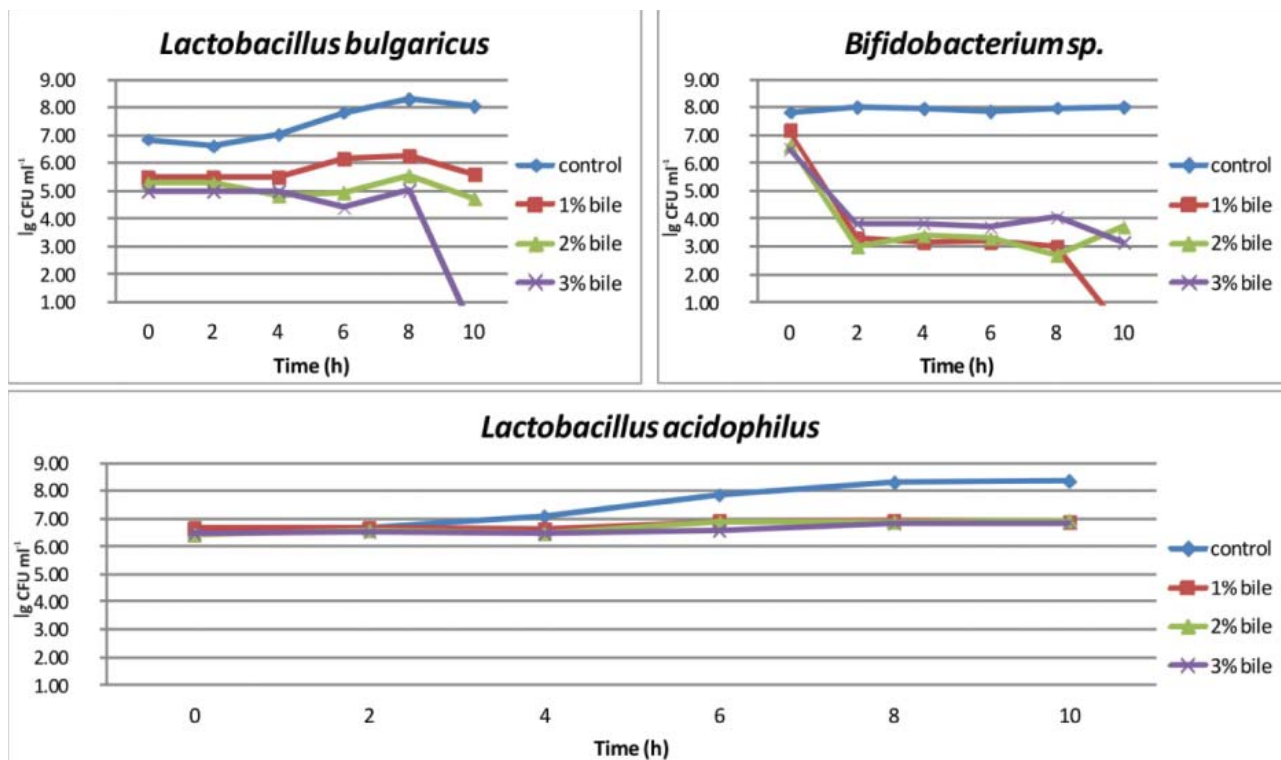 Lactobacillus bulgaricus
9.00
8.00
7.00
6.00
5.00
4.00
3.00
2.00
1.00
lg CFU ml⁻¹
0 2 4 6 8 10
Time (h)
control
1% bile
2% bile
3% bile
Bifidobacterium sp.
9.00
8.00
7.00
6.00
5.00
4.00
3.00
2.00
1.00
lg CFU ml⁻¹
0 2 4 6 8 10
Time (h)
control
1% bile
2% bile
3% bile
Lactobacillus acidophilus
9.00
8.00
7.00
6.00
5.00
4.00
3.00
2.00
1.00
lg CFU ml⁻¹
0 2 4 6 8 10
Time (h)
control
1% bile
2% bile
3% bile